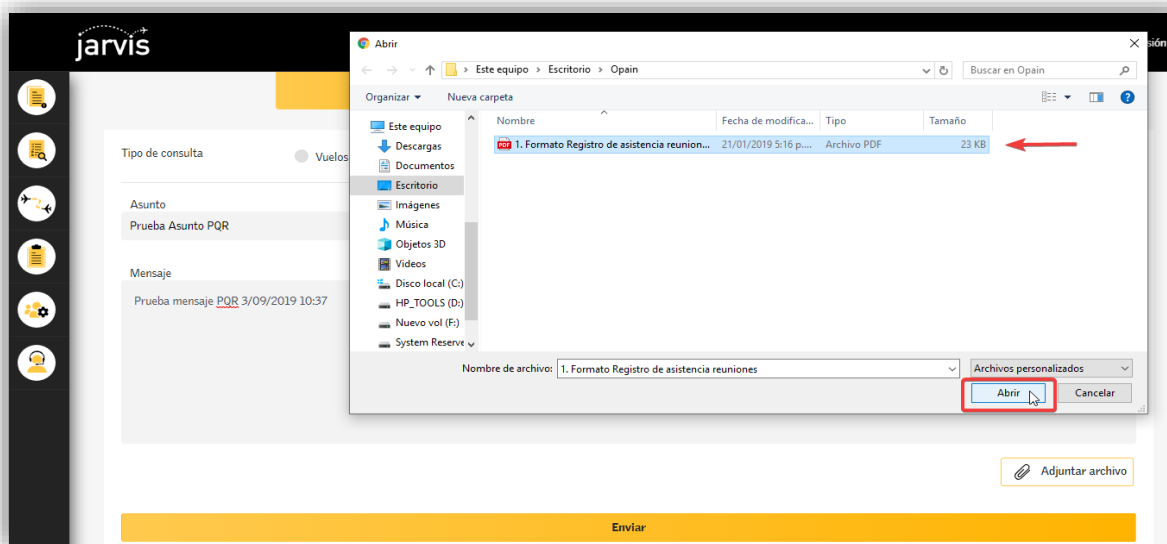 jarvis
Abrir
sión
Este equipo > Escritorio > Opain
Buscar en Opain
Organizar
Nueva carpeta
Nombre
Fecha de modifica...
Tipo
Tamaño
Este equipo
Descargas
Documentos
Escritorio
Imágenes
Música
Objetos 3D
Videos
Disco local (C:)
HP_TOOLS (D:)
Nuevo vol (F:)
System Reserve
PDF 1. Formato Registro de asistencia reunion... 21/01/2019 5:16 p.... Archivo PDF 23 KB
Nombre de archivo: 1. Formato Registro de asistencia reuniones
Archivos personalizados
Abrir
Cancelar
Tipo de consulta
Vuelos
Asunto
Prueba Asunto PQR
Mensaje
Prueba mensaje PQR 3/09/2019 10:37
Adjuntar archivo
Enviar